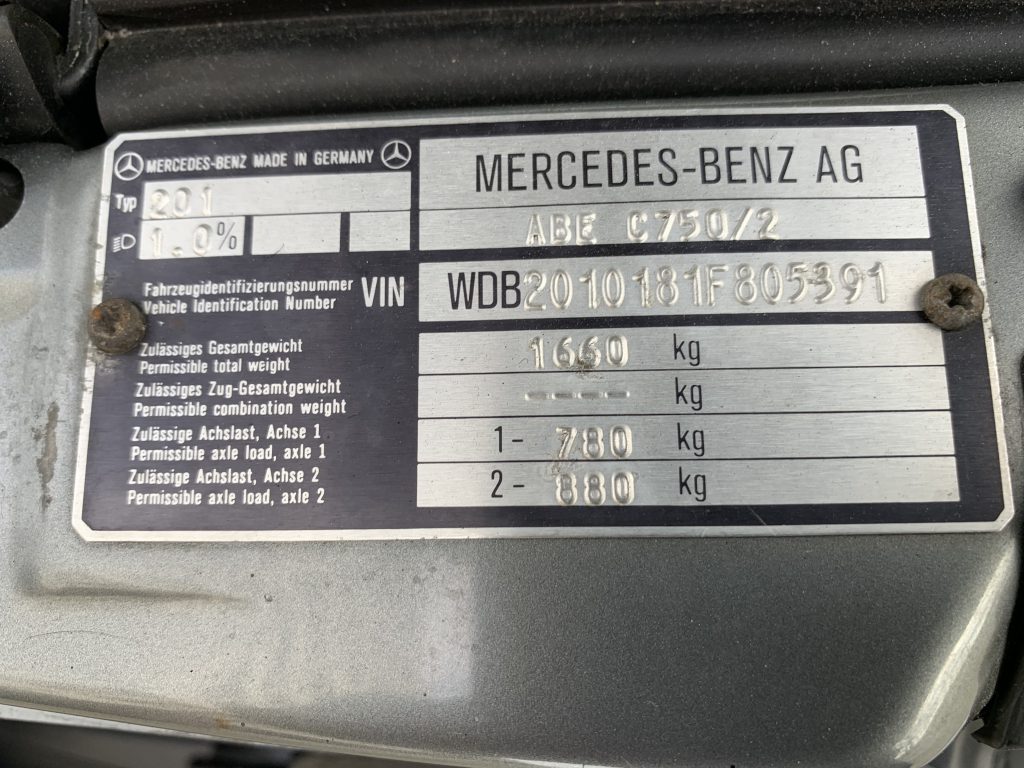 MERCEDES-BENZ MADE IN GERMANY
Typ 201
1.0%
MERCEDES-BENZ AG
ABE C750/2
Fahrzeugidentifizierungsnummer
Vehicle Identification Number
VIN WDB2010181F805391
Zulässiges Gesamtgewicht
Permissible total weight
1660 kg
Zulässiges Zug-Gesamtgewicht
Permissible combination weight
---- kg
Zulässige Achslast, Achse 1
Permissible axle load, axle 1
1- 780 kg
Zulässige Achslast, Achse 2
Permissible axle load, axle 2
2- 880 kg